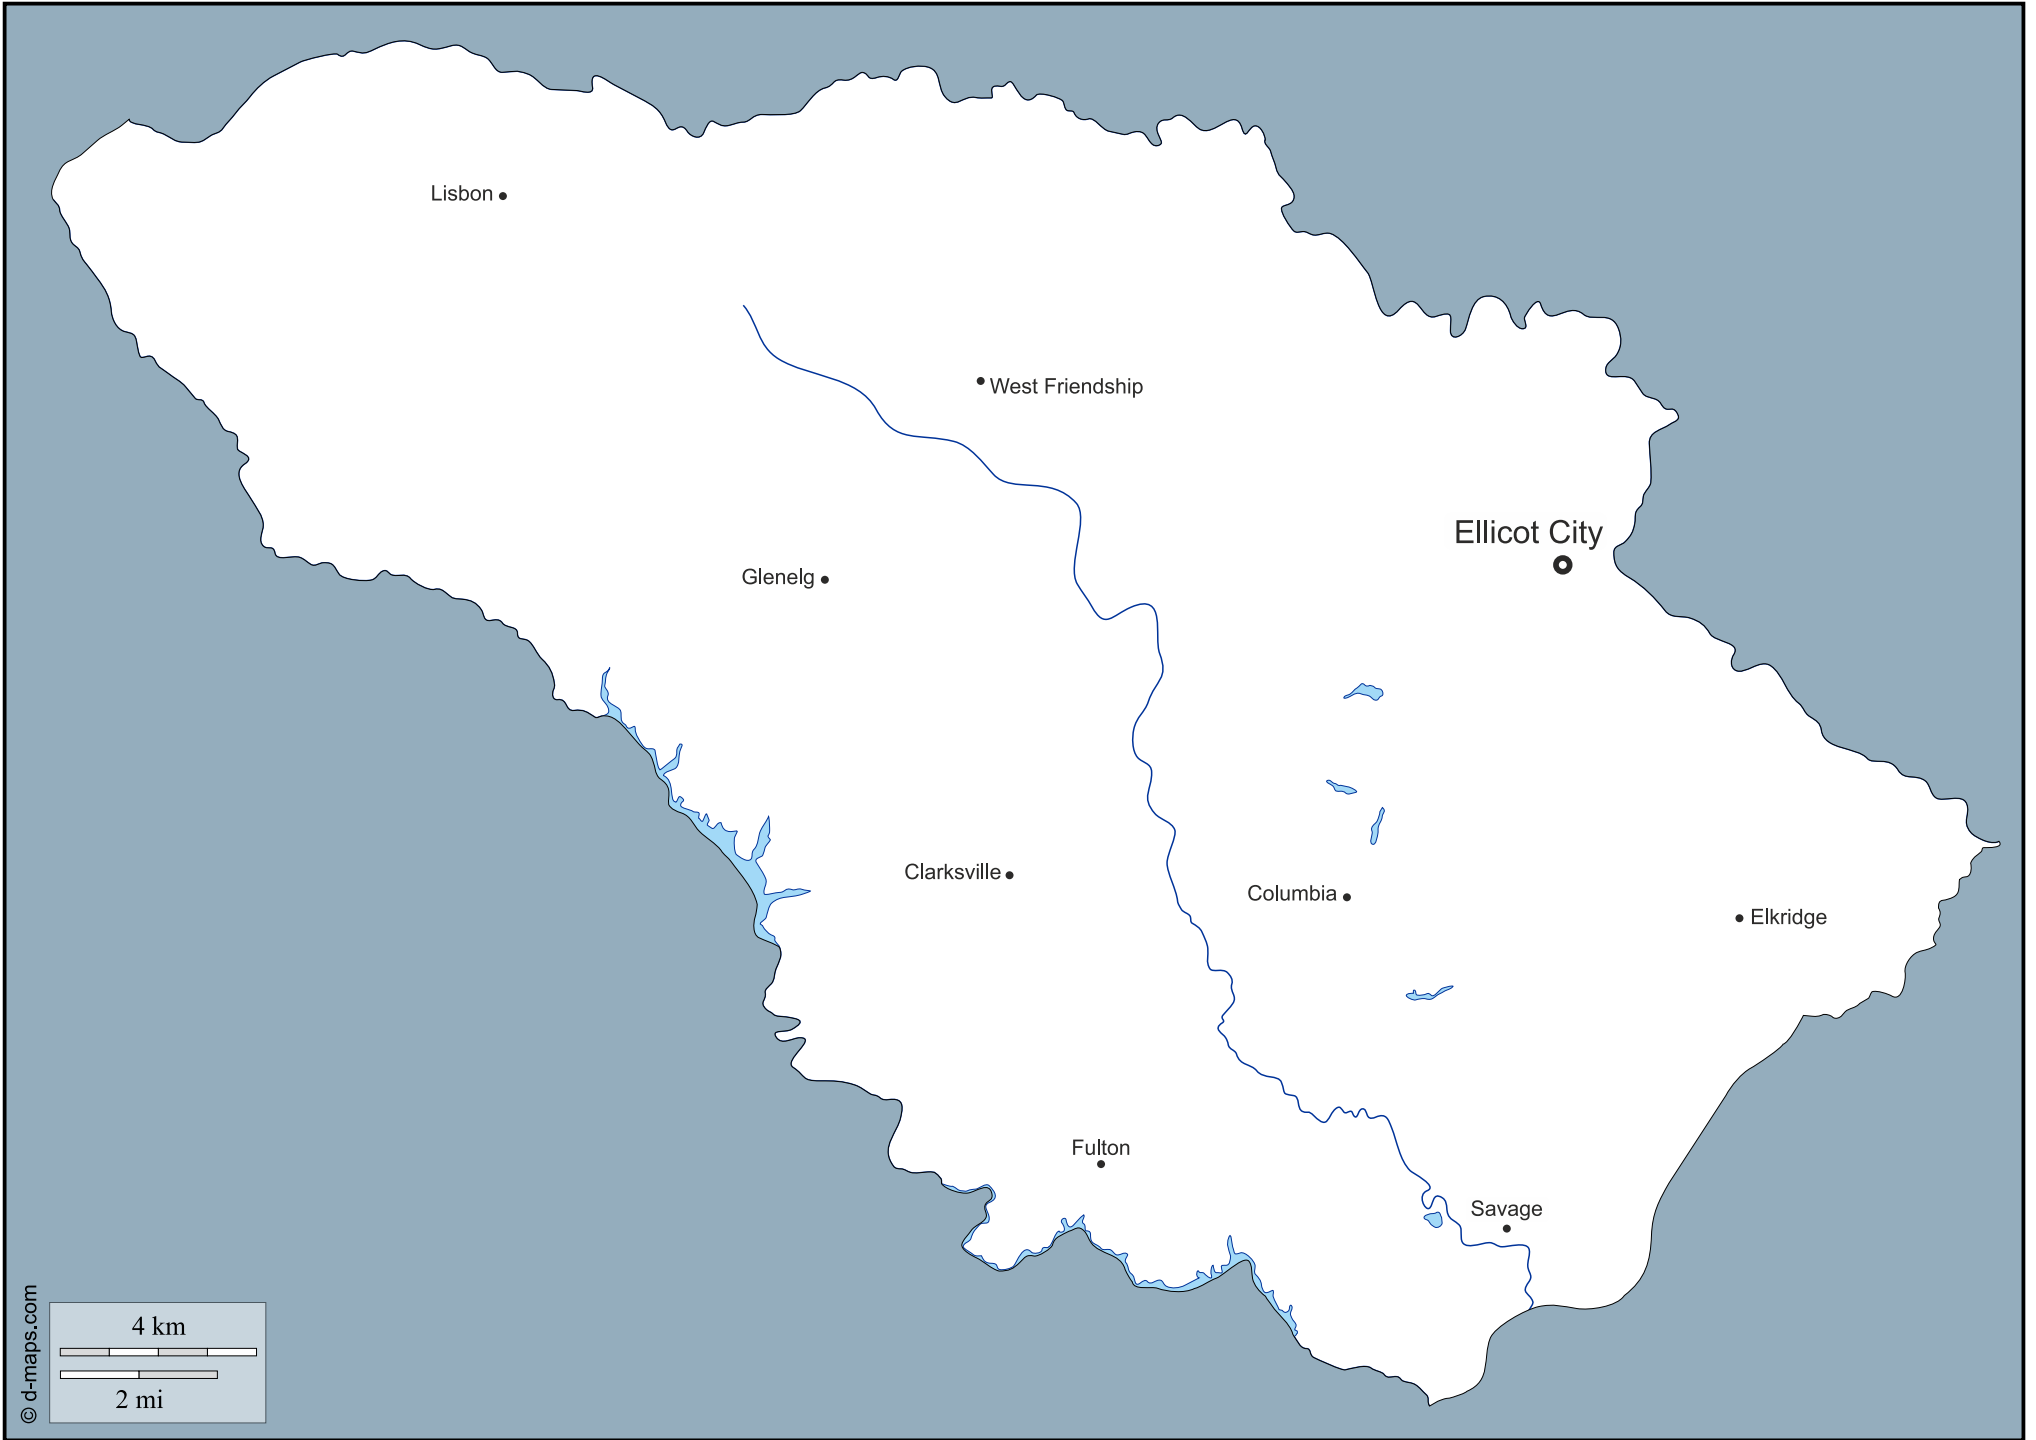 Lisbon
West Friendship
Ellicot City
Glenelg
Clarksville
Columbia
Elkridge
Fulton
Savage
4 km
2 mi
© d-maps.com